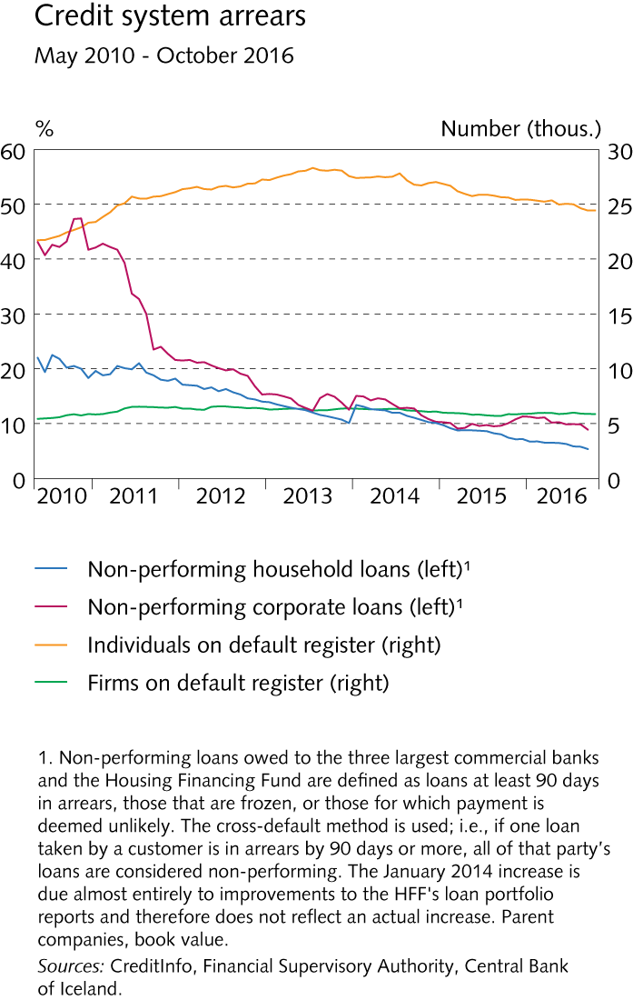 Credit system arrears
May 2010 - October 2016
% Number (thous.)
60 30
50 25
40 20
30 15
20 10
10 5
0 0
2010 2011 2012 2013 2014 2015 2016
Non-performing household loans (left)¹
Non-performing corporate loans (left)¹
Individuals on default register (right)
Firms on default register (right)
1. Non-performing loans owed to the three largest commercial banks
and the Housing Financing Fund are defined as loans at least 90 days
in arrears, those that are frozen, or those for which payment is
deemed unlikely. The cross-default method is used; i.e., if one loan
taken by a customer is in arrears by 90 days or more, all of that party’s
loans are considered non-performing. The January 2014 increase is
due almost entirely to improvements to the HFF's loan portfolio
reports and therefore does not reflect an actual increase. Parent
companies, book value.
Sources: CreditInfo, Financial Supervisory Authority, Central Bank
of Iceland.